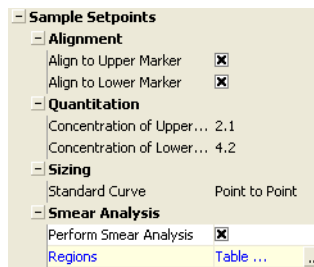 Sample Setpoints
Alignment
Align to Upper Marker
Align to Lower Marker
Quantitation
Concentration of Upper... 2.1
Concentration of Lower... 4.2
Sizing
Standard Curve Point to Point
Smear Analysis
Perform Smear Analysis
Regions Table ... ..